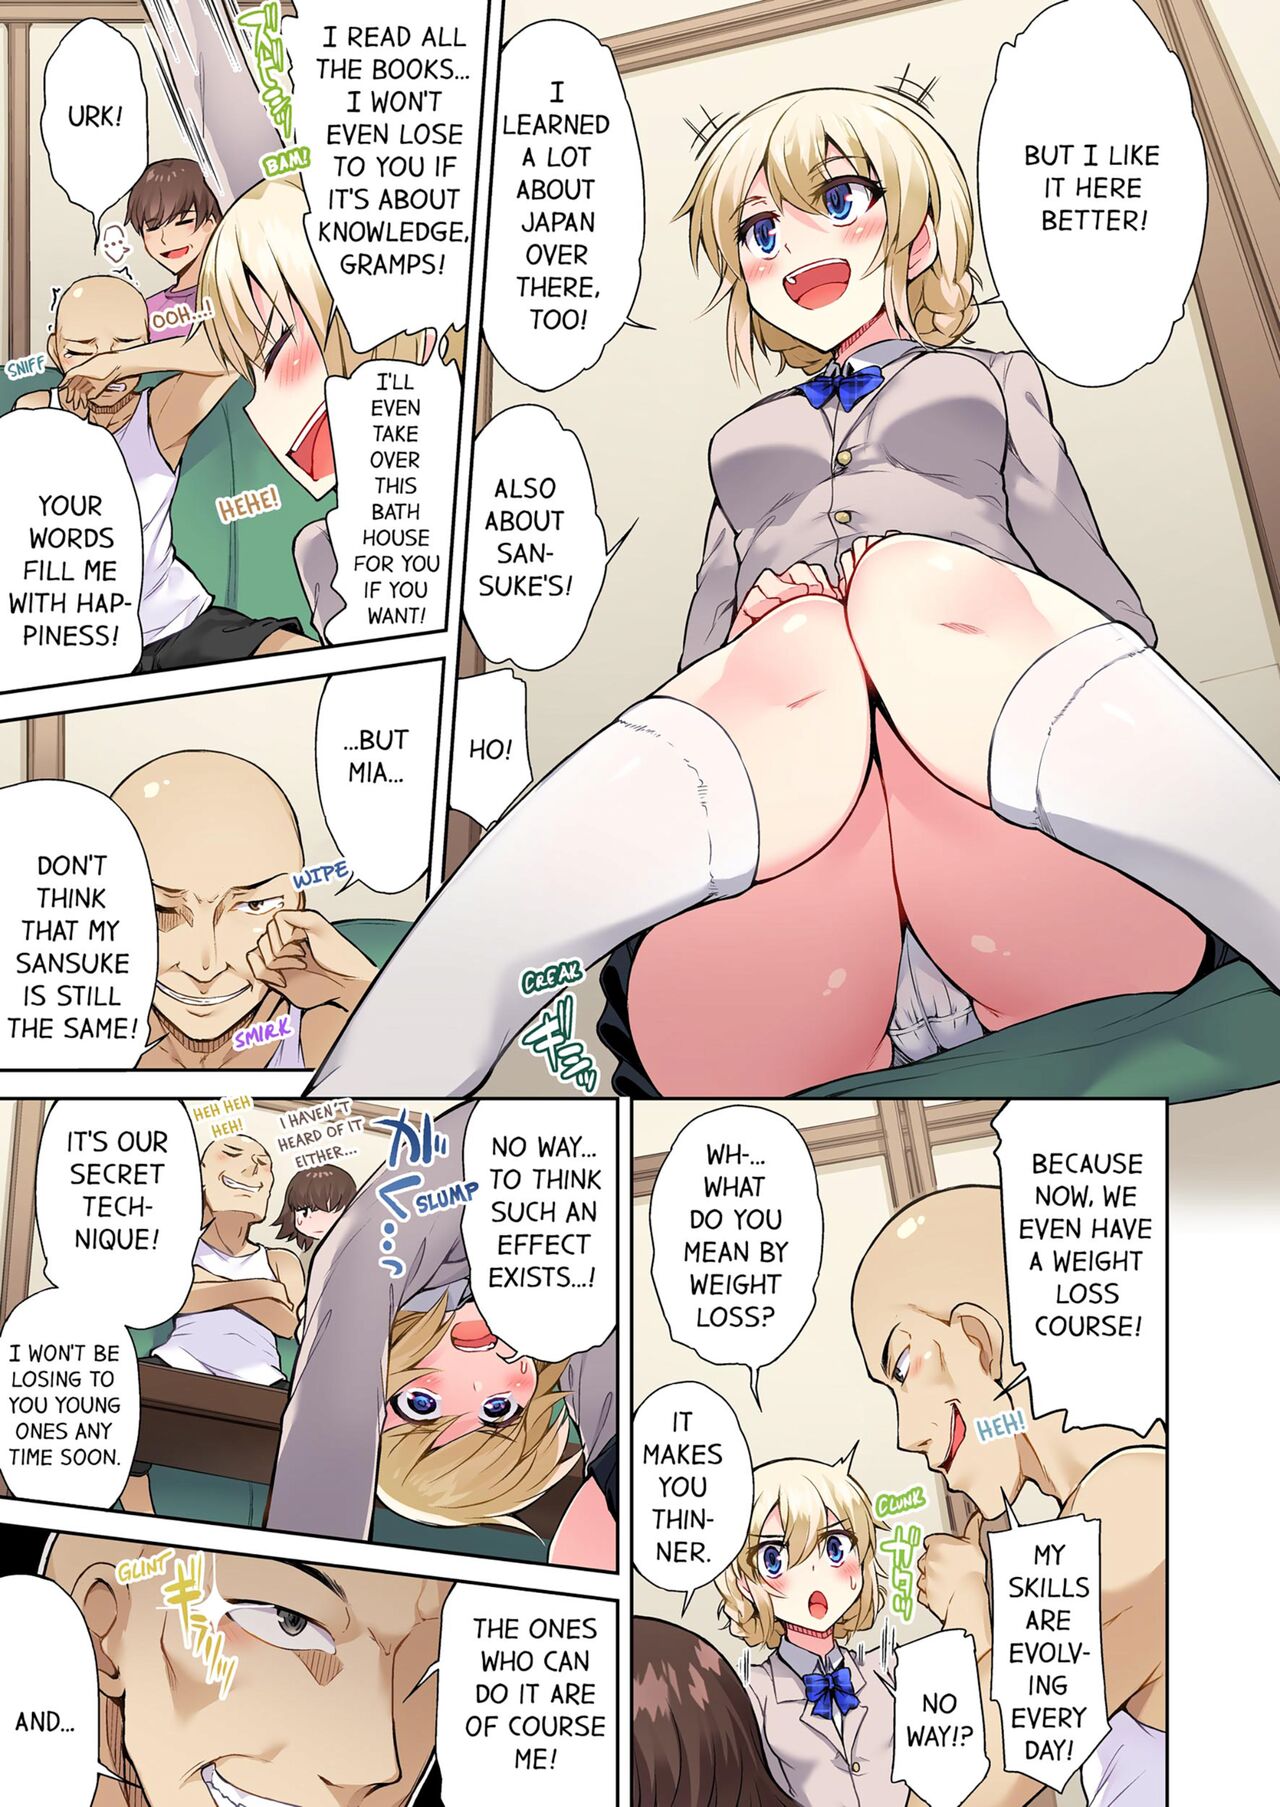 BUT I LIKE
IT HERE
BETTER!
I
LEARNED
A LOT
ABOUT
JAPAN
OVER
THERE,
TOO!
ALSO
ABOUT
SAN-
SUKE'S!
I READ ALL
THE BOOKS...
I WON'T
EVEN LOSE
TO YOU IF
IT'S ABOUT
KNOWLEDGE,
GRAMPS!
BAM!
I'LL
EVEN
TAKE
OVER
THIS
BATH
HOUSE
FOR YOU
IF YOU
WANT!
HEHE!
URK!
OOH...!
SNIFF
YOUR
WORDS
FILL ME
WITH HAP-
PINESS!
HO!
...BUT
MIA...
WIPE
DON'T
THINK
THAT MY
SANSUKE
IS STILL
THE SAME!
SMIRK
CREAK
ギシッ
BECAUSE
NOW, WE
EVEN HAVE
A WEIGHT
LOSS
COURSE!
HEH!
WH-...
WHAT
DO YOU
MEAN BY
WEIGHT
LOSS?
IT
MAKES
YOU
THIN-
NER.
CLUNK
MY
SKILLS
ARE
EVOLV-
ING
EVERY
DAY!
NO
WAY!?
NO WAY...
TO THINK
SUCH AN
EFFECT
EXISTS...!
SLUMP
I HAVEN'T
HEARD OF IT
EITHER...
HEH HEH
HEH!
IT'S OUR
SECRET
TECH-
NIQUE!
I WON'T BE
LOSING TO
YOU YOUNG
ONES ANY
TIME SOON.
THE ONES
WHO CAN
DO IT ARE
OF COURSE
ME!
GLINT
AND...